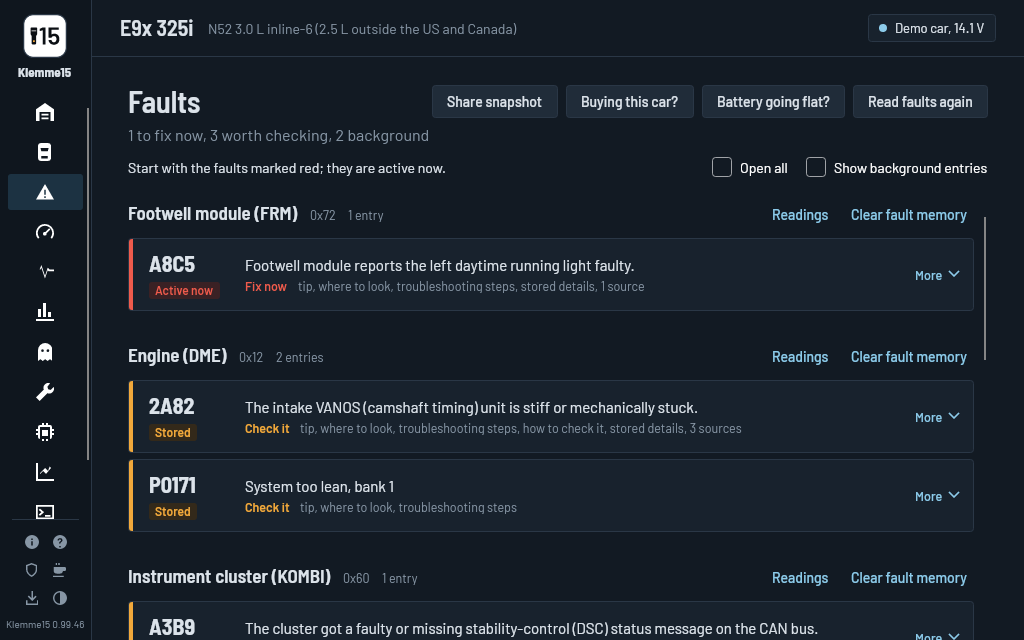 115
Klemme15
E9x 325i N52 3.0 L inline-6 (2.5 L outside the US and Canada)
Demo car, 14.1 V
Faults
Share snapshot Buying this car? Battery going flat? Read faults again
1 to fix now, 3 worth checking, 2 background
Start with the faults marked red; they are active now.
Open all Show background entries
Footwell module (FRM) 0x72 1 entry Readings Clear fault memory
A8C5 Footwell module reports the left daytime running light faulty.
Active now Fix now tip, where to look, troubleshooting steps, stored details, 1 source
More
Engine (DME) 0x12 2 entries Readings Clear fault memory
2A82 The intake VANOS (camshaft timing) unit is stiff or mechanically stuck.
Stored Check it tip, where to look, troubleshooting steps, how to check it, stored details, 3 sources
More
P0171 System too lean, bank 1
Stored Check it tip, where to look, troubleshooting steps
More
Instrument cluster (KOMBI) 0x60 1 entry Readings Clear fault memory
A3B9 The cluster got a faulty or missing stability-control (DSC) status message on the CAN bus.
More
Klemme15 0.99.46